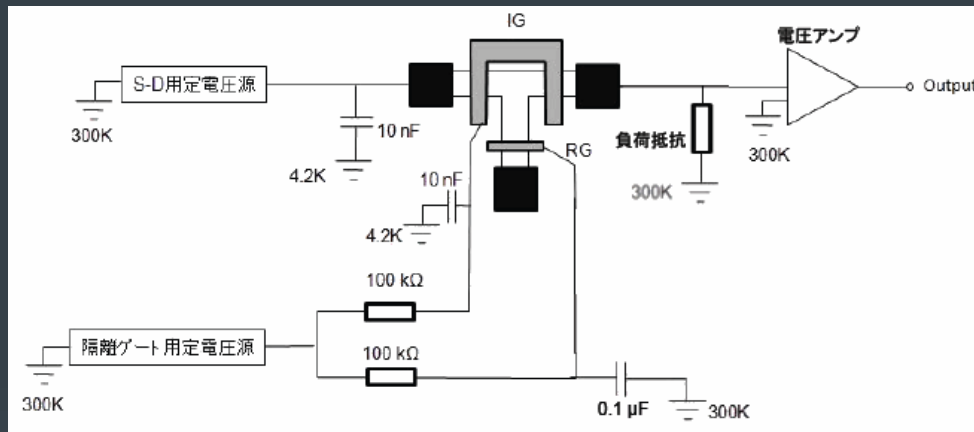 IG
電圧アンプ
S-D用定電圧源
Output
300K
10 nF
4.2K
RG
負荷抵抗
300K
300K
10 nF
4.2K
100 kΩ
隔離ゲート用定電圧源
100 kΩ
300K
0.1 µF
300K